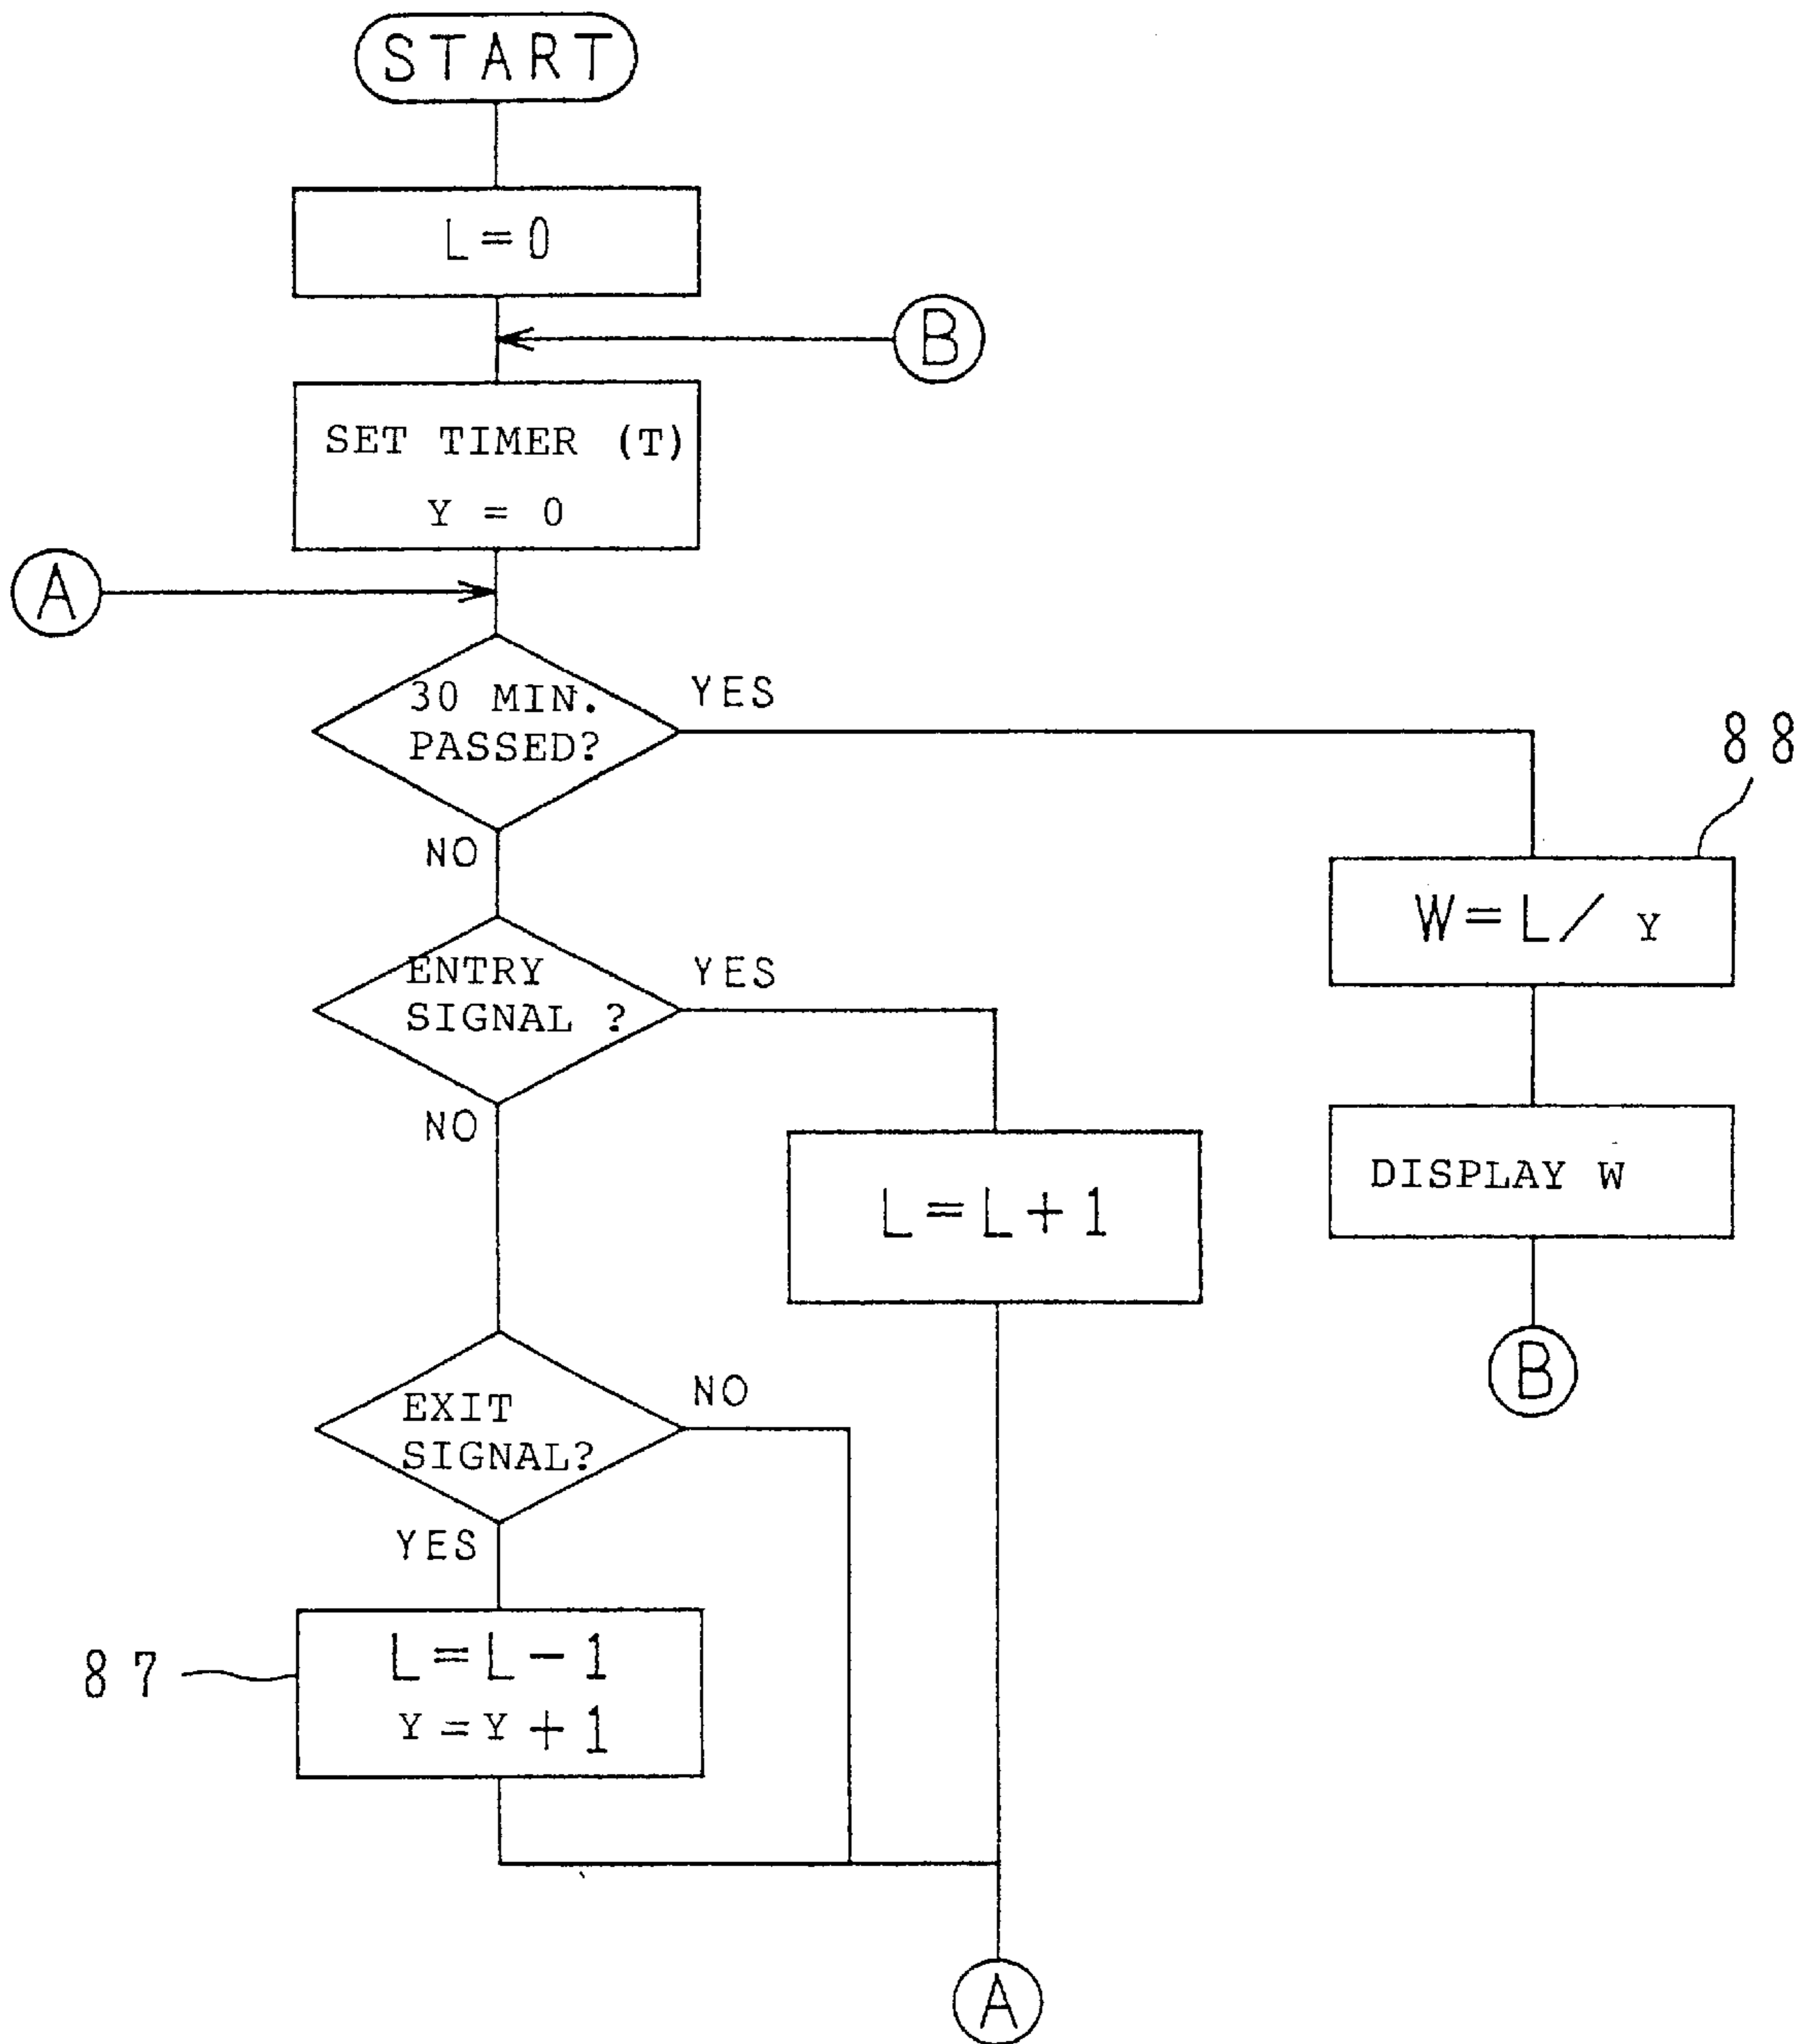 START
L=0
B
SET TIMER (T)
Y = 0
A
30 MIN.
PASSED?
YES
NO
88
W=L/ Y
ENTRY
SIGNAL ?
YES
NO
L=L+1
DISPLAY W
B
EXIT
SIGNAL?
NO
YES
87
L=L-1
Y=Y+1
A